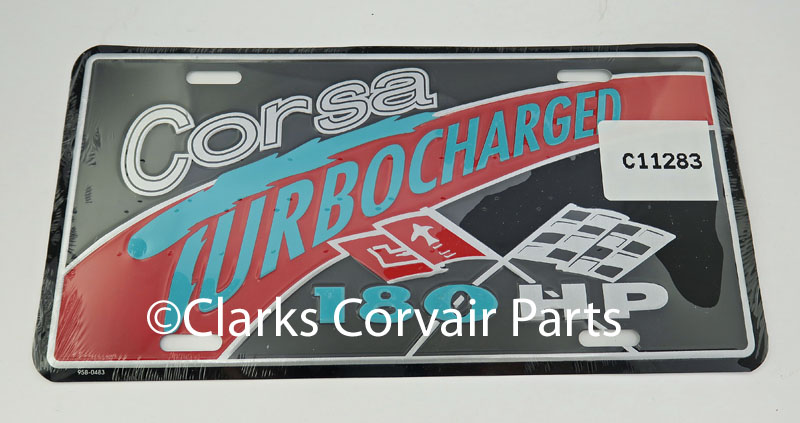 Corsa
TURBOCHARGED
C11283
180 HP
©Clarks Corvair Parts
958-0483